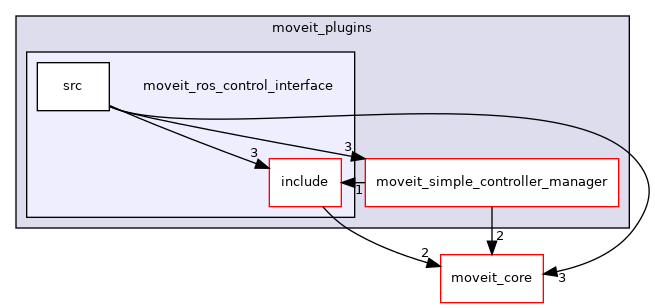 moveit_plugins
src
moveit_ros_control_interface
3
3
include
1
moveit_simple_controller_manager
2
2
moveit_core
3